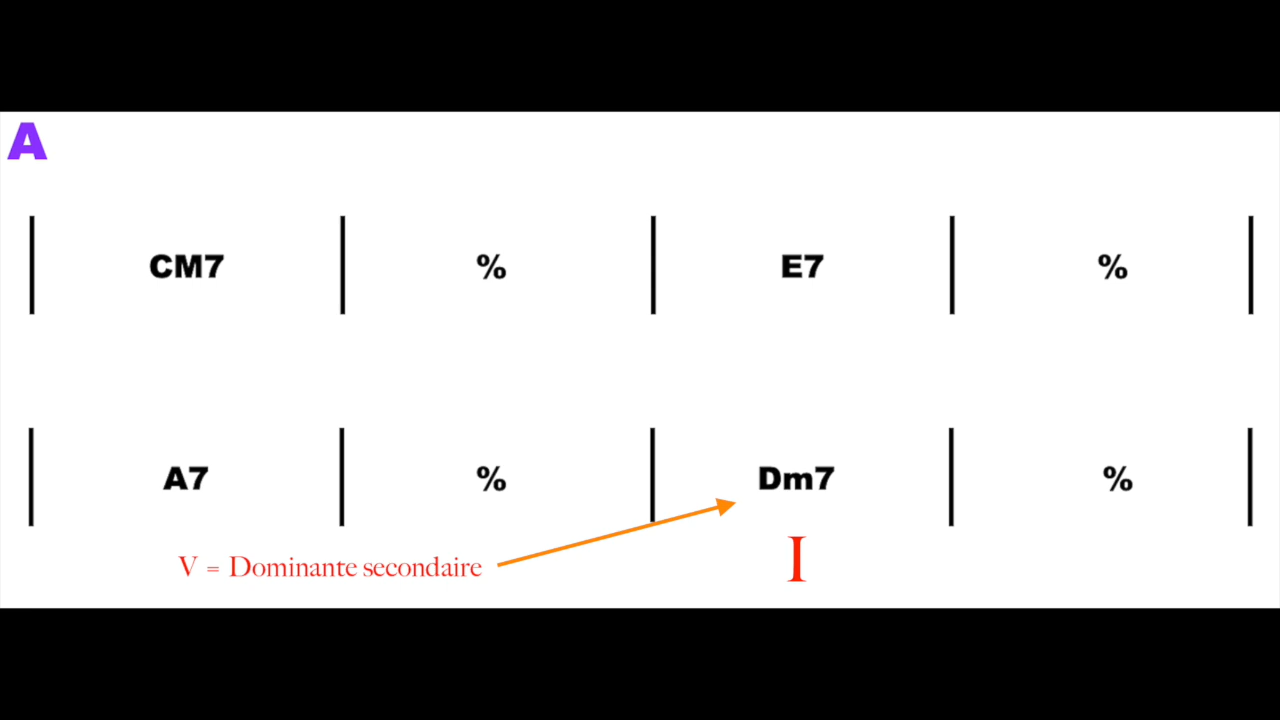 A
CM7 % E7 %
A7 % Dm7 %
V = Dominante secondaire
I